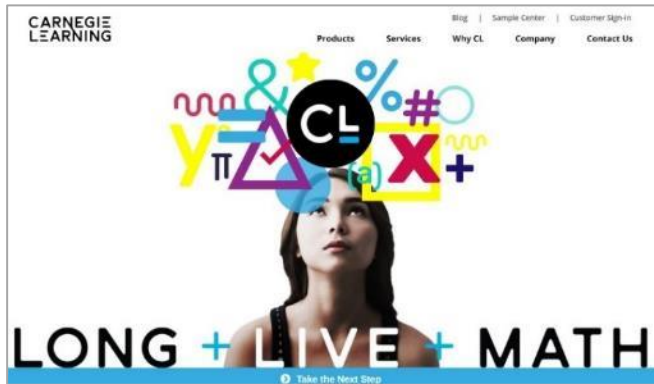 CARNEGIE
LEARNING
Blog | Sample Center | Customer Sign-in
Products Services Why CL Company Contact Us
& %
#
CL
y π (a) x +
LONG + LIVE + MATH
Take the Next Step